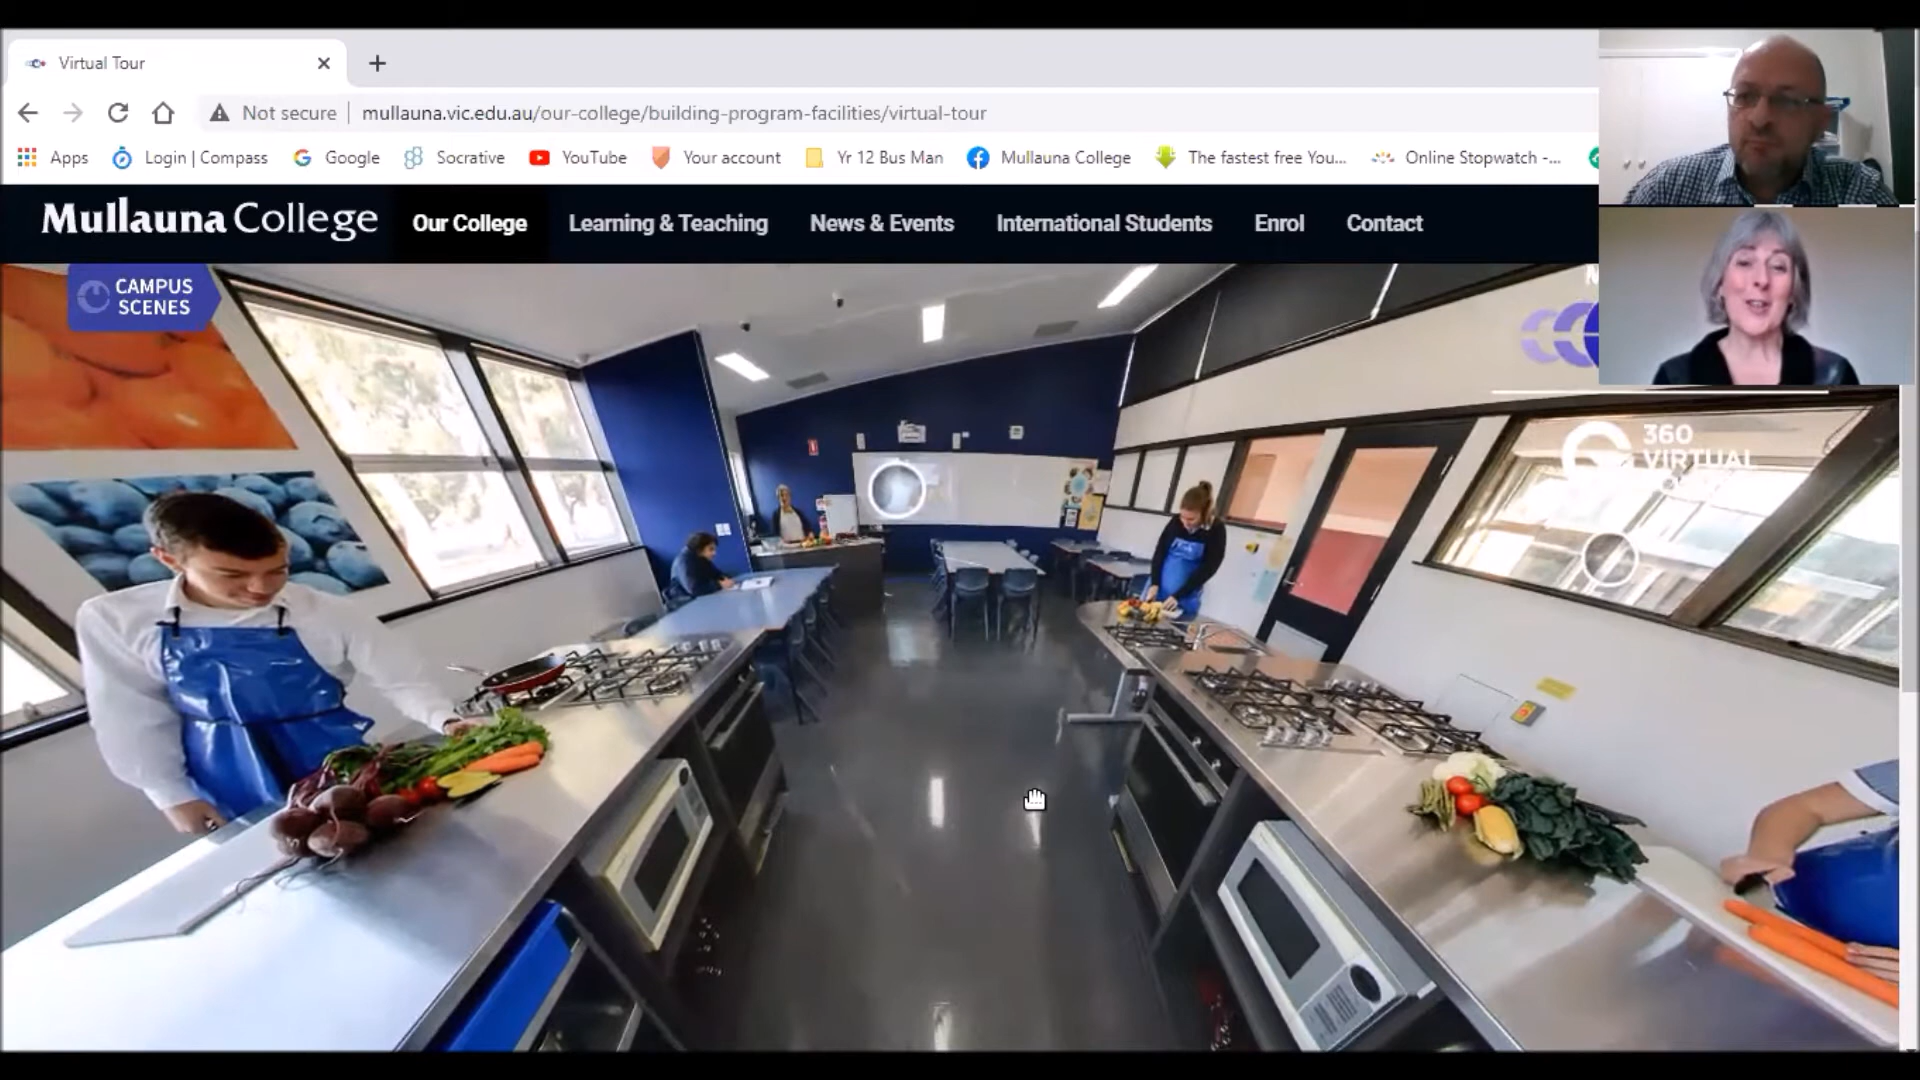 Virtual Tour
Not secure
mullauna.vic.edu.au/our-college/building-program-facilities/virtual-tour
Apps
Login | Compass
Google
Socrative
YouTube
Your account
Yr 12 Bus Man
Mullauna College
The fastest free You...
Online Stopwatch -...
Mullauna College
Our College
Learning & Teaching
News & Events
International Students
Enrol
Contact
CAMPUS
SCENES
360
VIRTUAL